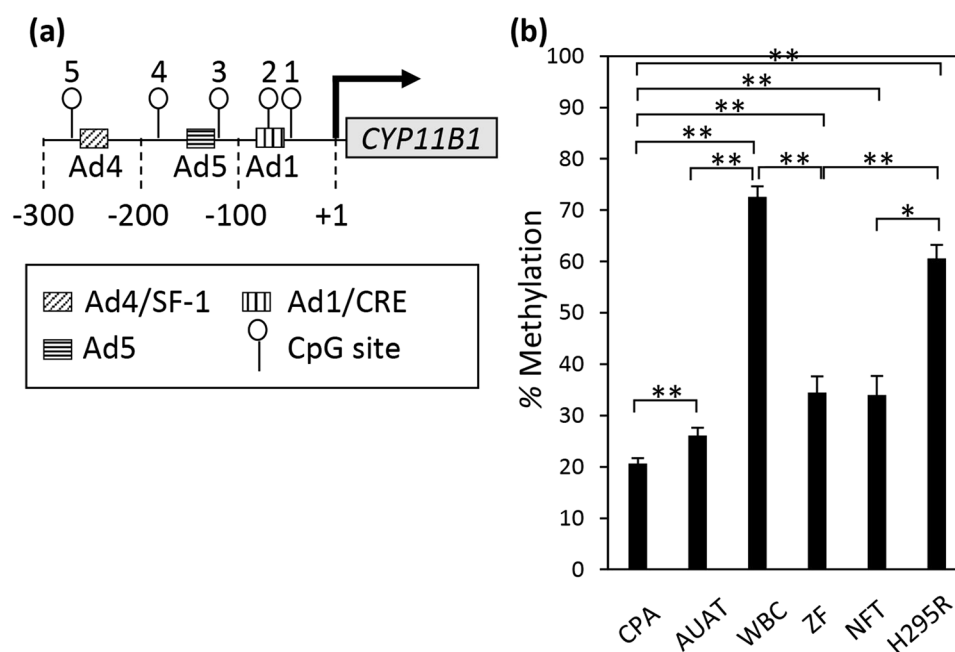 (a)
5 4 3 2 1
CYP11B1
Ad4 Ad5 Ad1
-300 -200 -100 +1
Ad4/SF-1 Ad1/CRE
Ad5 CpG site
(b)
% Methylation
100
90
80
70
60
50
40
30
20
10
0
**
**
**
**
** ** **
*
**
CPA AUAT WBC ZF NFT H295R